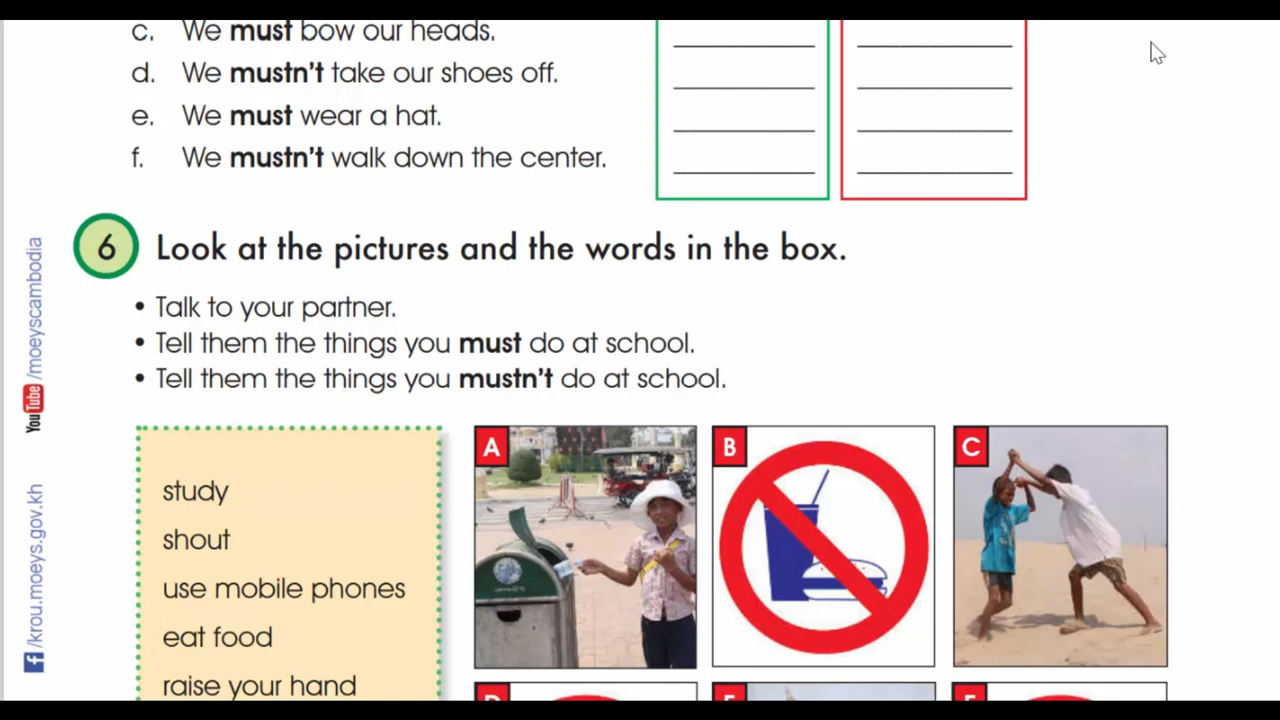 c. We must bow our heads.
d. We mustn't take our shoes off.
e. We must wear a hat.
f. We mustn't walk down the center.
6 Look at the pictures and the words in the box.
• Talk to your partner.
• Tell them the things you must do at school.
• Tell them the things you mustn't do at school.
study
shout
use mobile phones
eat food
raise your hand
A
B
C
YouTube /moeyscambodia
f /krou.moeys.gov.kh